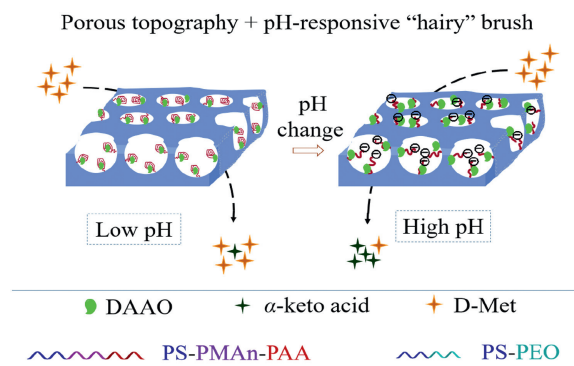 Porous topography + pH-responsive “hairy” brush
pH
change
Low pH
High pH
DAAO
α-keto acid
D-Met
PS-PMAn-PAA
PS-PEO